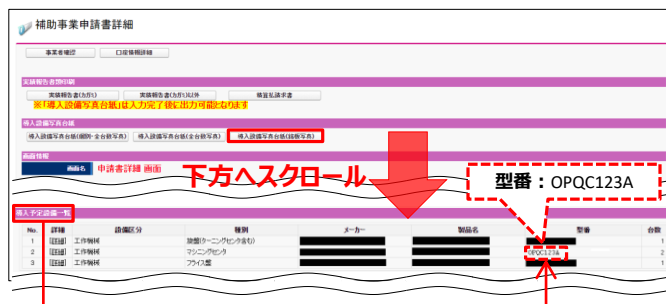 補助事業申請書詳細
事業者確認 口座情報詳細
実績報告書類印刷
実績報告書(カガミ) 実績報告書(カガミ)以外 精算払請求書
※「導入設備写真台紙」は入力完了後に出力可能となります
導入設備写真台紙
導入設備写真台紙(個別・全台数写真) 導入設備写真台紙(全台数写真) 導入設備写真台紙(銘板写真)
画面情報
画面名 申請書詳細 画面
下方へスクロール
型番：OPQC123A
導入予定設備一覧
No. 詳細 設備区分 種別 メーカー 製品名 型番 台数
1 [詳細] 工作機械 旋盤(ターニングセンタ含む) 1
2 [詳細] 工作機械 マシニングセンタ OPQC123A 2
3 [詳細] 工作機械 フライス盤 1